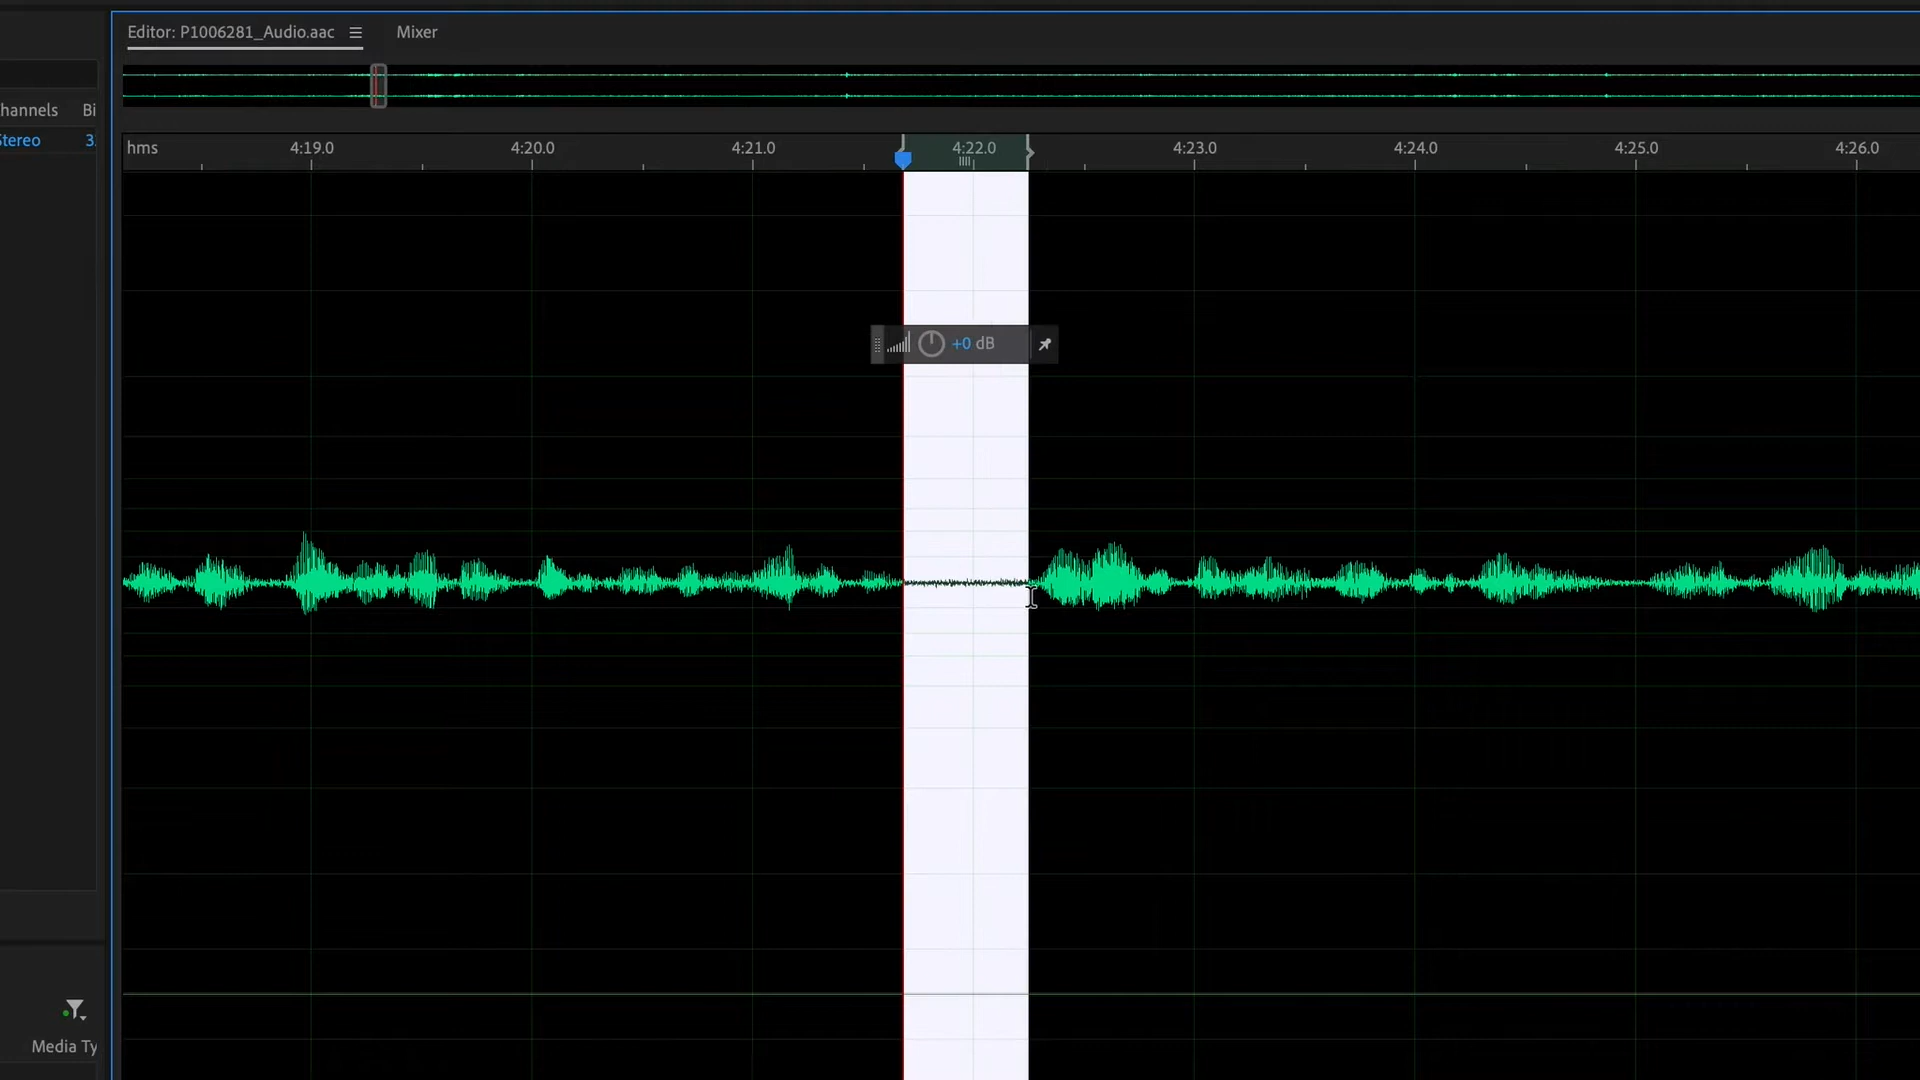 Editor: P1006281_Audio.aac
Mixer
hannels Bi
Stereo 3
hms 4:19.0 4:20.0 4:21.0 4:22.0 4:23.0 4:24.0 4:25.0 4:26.0
+0 dB
Media Ty